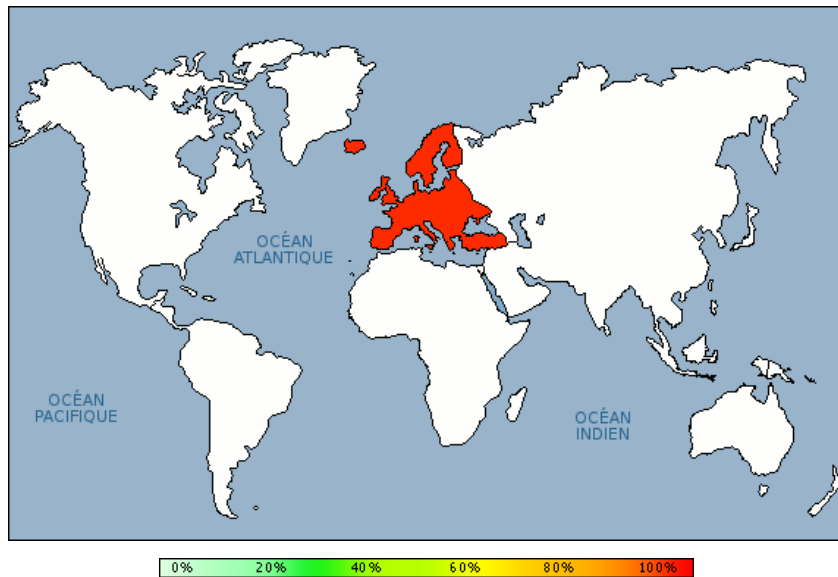 OCÉAN
ATLANTIQUE
OCÉAN
PACIFIQUE
OCÉAN
INDIEN
0% 20% 40% 60% 80% 100%